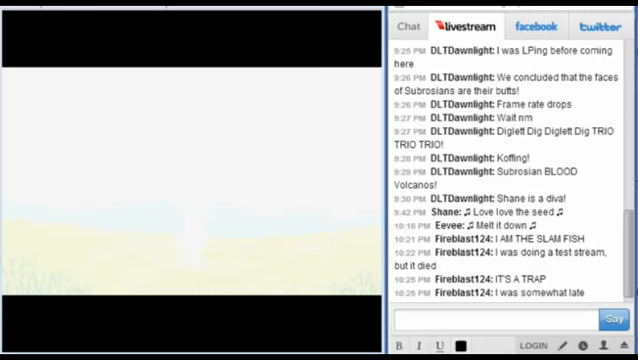 Chat livestream facebook twitter
9:25 PM DLTDawnlight: I was LPing before coming
here
9:26 PM DLTDawnlight: We concluded that the faces
of Subrosians are their butts!
9:26 PM DLTDawnlight: Frame rate drops
9:27 PM DLTDawnlight: Wait nm
9:27 PM DLTDawnlight: Diglett Dig Diglett Dig TRIO
TRIO TRIO!
9:28 PM DLTDawnlight: Koffing!
9:29 PM DLTDawnlight: Subrosian BLOOD
Volcanos!
9:30 PM DLTDawnlight: Shane is a diva!
9:42 PM Shane: ♫ Love love the seed ♫
10:10 PM Eevee: ♫ Melt it down ♫
10:21 PM Fireblast124: I AM THE SLAM FISH
10:22 PM Fireblast124: I was doing a test stream,
but it died
10:25 PM Fireblast124: IT'S A TRAP
10:25 PM Fireblast124: I was somewhat late
Say
B I U LOGIN